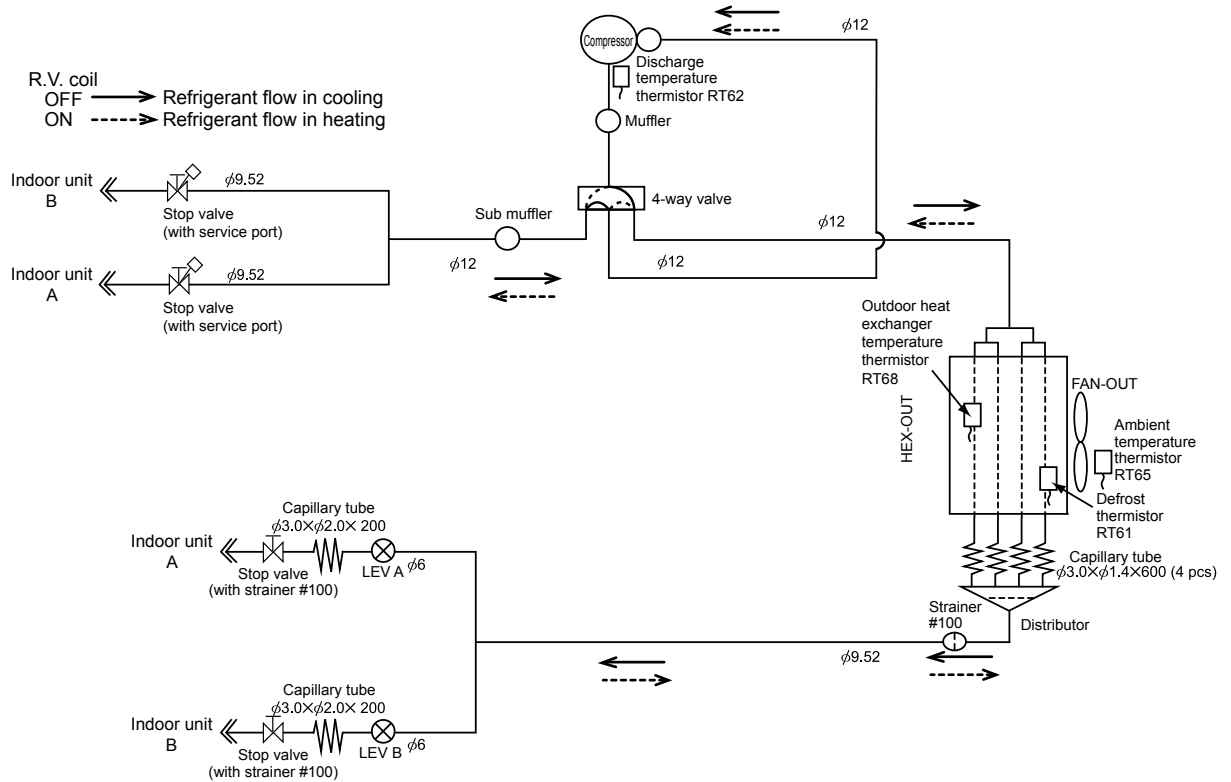 Compressor
ϕ12
Discharge
temperature
thermistor RT62
Muffler
R.V. coil
OFF
Refrigerant flow in cooling
ON
Refrigerant flow in heating
Indoor unit
B
ϕ9.52
Stop valve
(with service port)
4-way valve
Sub muffler
ϕ12
ϕ12
ϕ12
Indoor unit
A
ϕ9.52
Stop valve
(with service port)
Outdoor heat
exchanger
temperature
thermistor
RT68
HEX-OUT
FAN-OUT
Ambient
temperature
thermistor
RT65
Defrost
thermistor
RT61
Capillary tube
ϕ3.0×ϕ1.4×600 (4 pcs)
Distributor
Strainer
#100
ϕ9.52
Capillary tube
ϕ3.0×ϕ2.0× 200
Indoor unit
A
LEV A
ϕ6
Stop valve
(with strainer #100)
Capillary tube
ϕ3.0×ϕ2.0× 200
Indoor unit
B
LEV B
ϕ6
Stop valve
(with strainer #100)